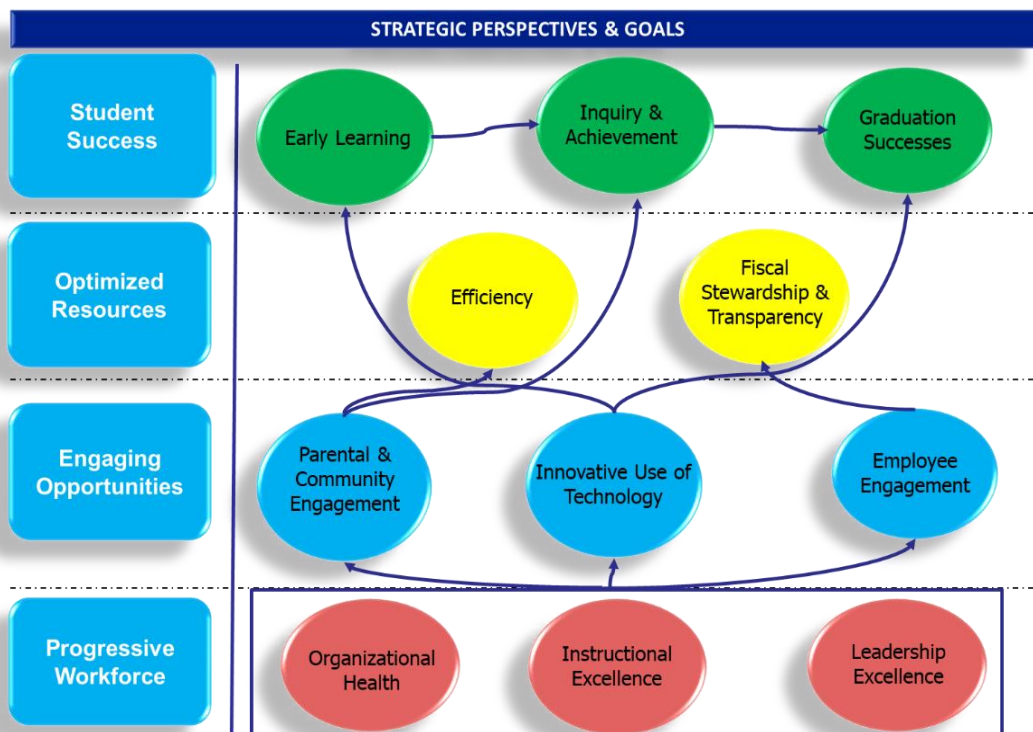 STRATEGIC PERSPECTIVES & GOALS
Student
Success
Early Learning
Inquiry &
Achievement
Graduation
Successes
Optimized
Resources
Efficiency
Fiscal
Stewardship &
Transparency
Engaging
Opportunities
Parental &
Community
Engagement
Innovative Use of
Technology
Employee
Engagement
Progressive
Workforce
Organizational
Health
Instructional
Excellence
Leadership
Excellence